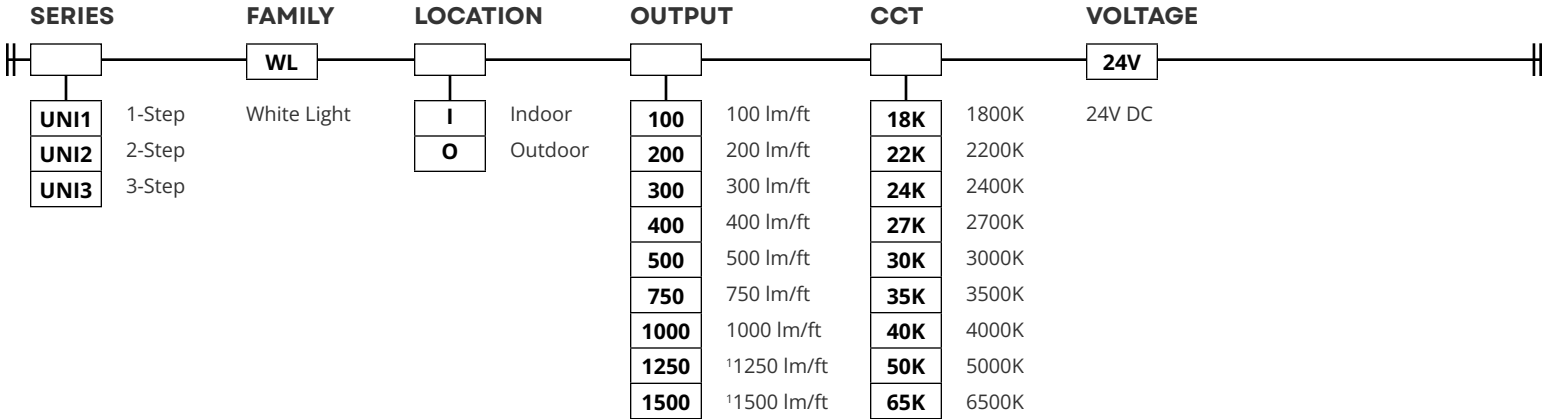 SERIES FAMILY LOCATION OUTPUT CCT VOLTAGE
WL 24V
UNI1 1-Step White Light I Indoor 100 100 lm/ft 18K 1800K 24V DC
UNI2 2-Step O Outdoor 200 200 lm/ft 22K 2200K
UNI3 3-Step 300 300 lm/ft 24K 2400K
400 400 lm/ft 27K 2700K
500 500 lm/ft 30K 3000K
750 750 lm/ft 35K 3500K
1000 1000 lm/ft 40K 4000K
1250 ¹1250 lm/ft 50K 5000K
1500 ¹1500 lm/ft 65K 6500K